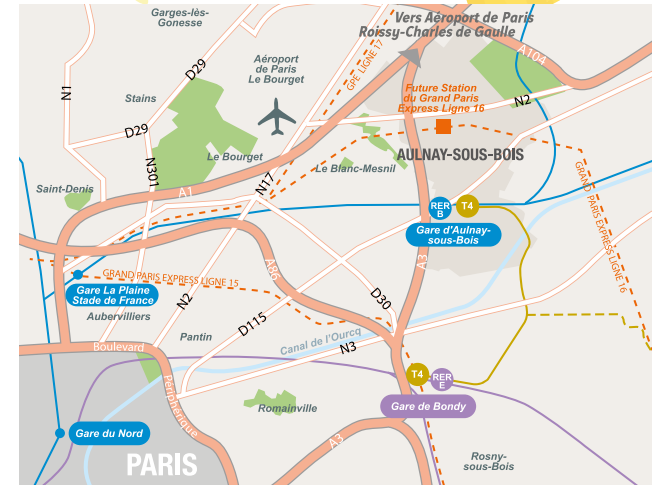 Garges-lès-
Gonesse
Vers Aéroport de Paris
Roissy-Charles de Gaulle
A104
D29
Aéroport
de Paris
Le Bourget
GPE LIGNE 17
N1
Stains
Future Station
du Grand Paris
Express Ligne 16
N2
D29
N301
Le Bourget
Le Blanc-Mesnil
AULNAY-SOUS-BOIS
Saint-Denis
A1
N17
RER
B
T4
Gare d'Aulnay-
sous-Bois
GRAND PARIS EXPRESS LIGNE 16
A3
A86
GRAND PARIS EXPRESS LIGNE 15
Gare La Plaine
Stade de France
N2
D30
Aubervilliers
D115
Pantin
Canal de l'Ourcq
N3
Boulevard
Périphérique
T4
RER
E
Romainville
Gare de Bondy
Gare du Nord
A3
PARIS
Rosny-
sous-Bois